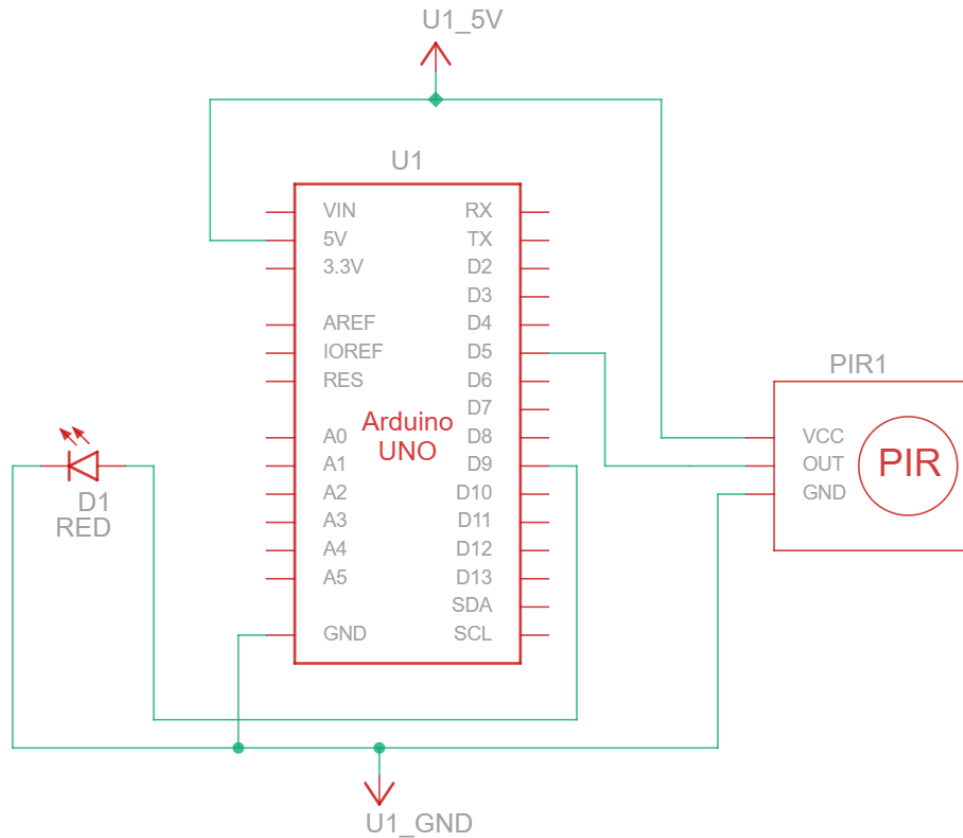 U1_5V
U1
VIN
5V
3.3V
AREF
IOREF
RES
A0
A1
A2
A3
A4
A5
GND
Arduino
UNO
RX
TX
D2
D3
D4
D5
D6
D7
D8
D9
D10
D11
D12
D13
SDA
SCL
PIR1
VCC
OUT
GND
PIR
D1
RED
U1_GND